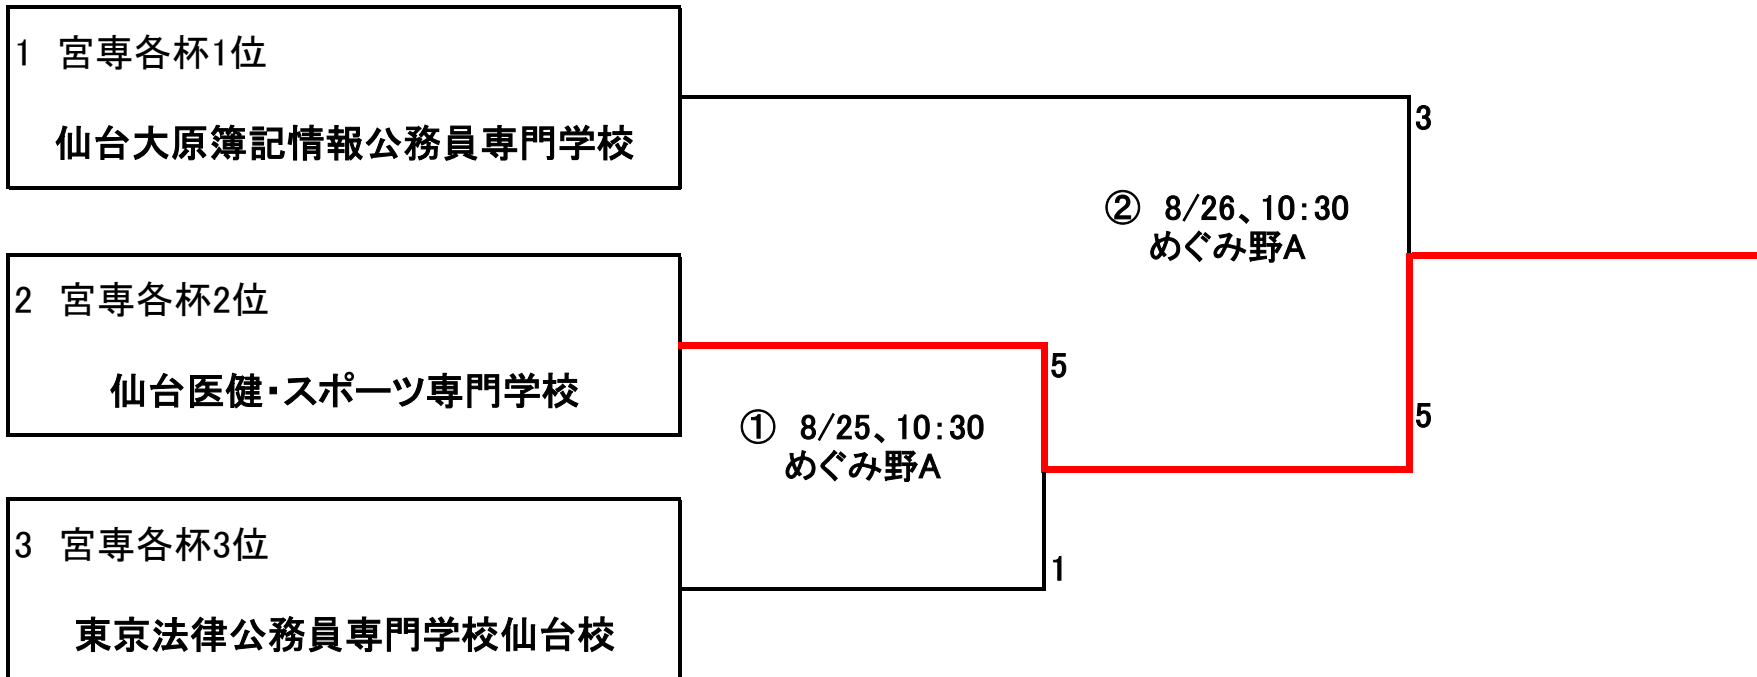 1 宮専各杯1位
仙台大原簿記情報公務員専門学校
3
② 8/26、10:30
めぐみ野A
2 宮専各杯2位
仙台医健・スポーツ専門学校
5
5
① 8/25、10:30
めぐみ野A
3 宮専各杯3位
1
東京法律公務員専門学校仙台校